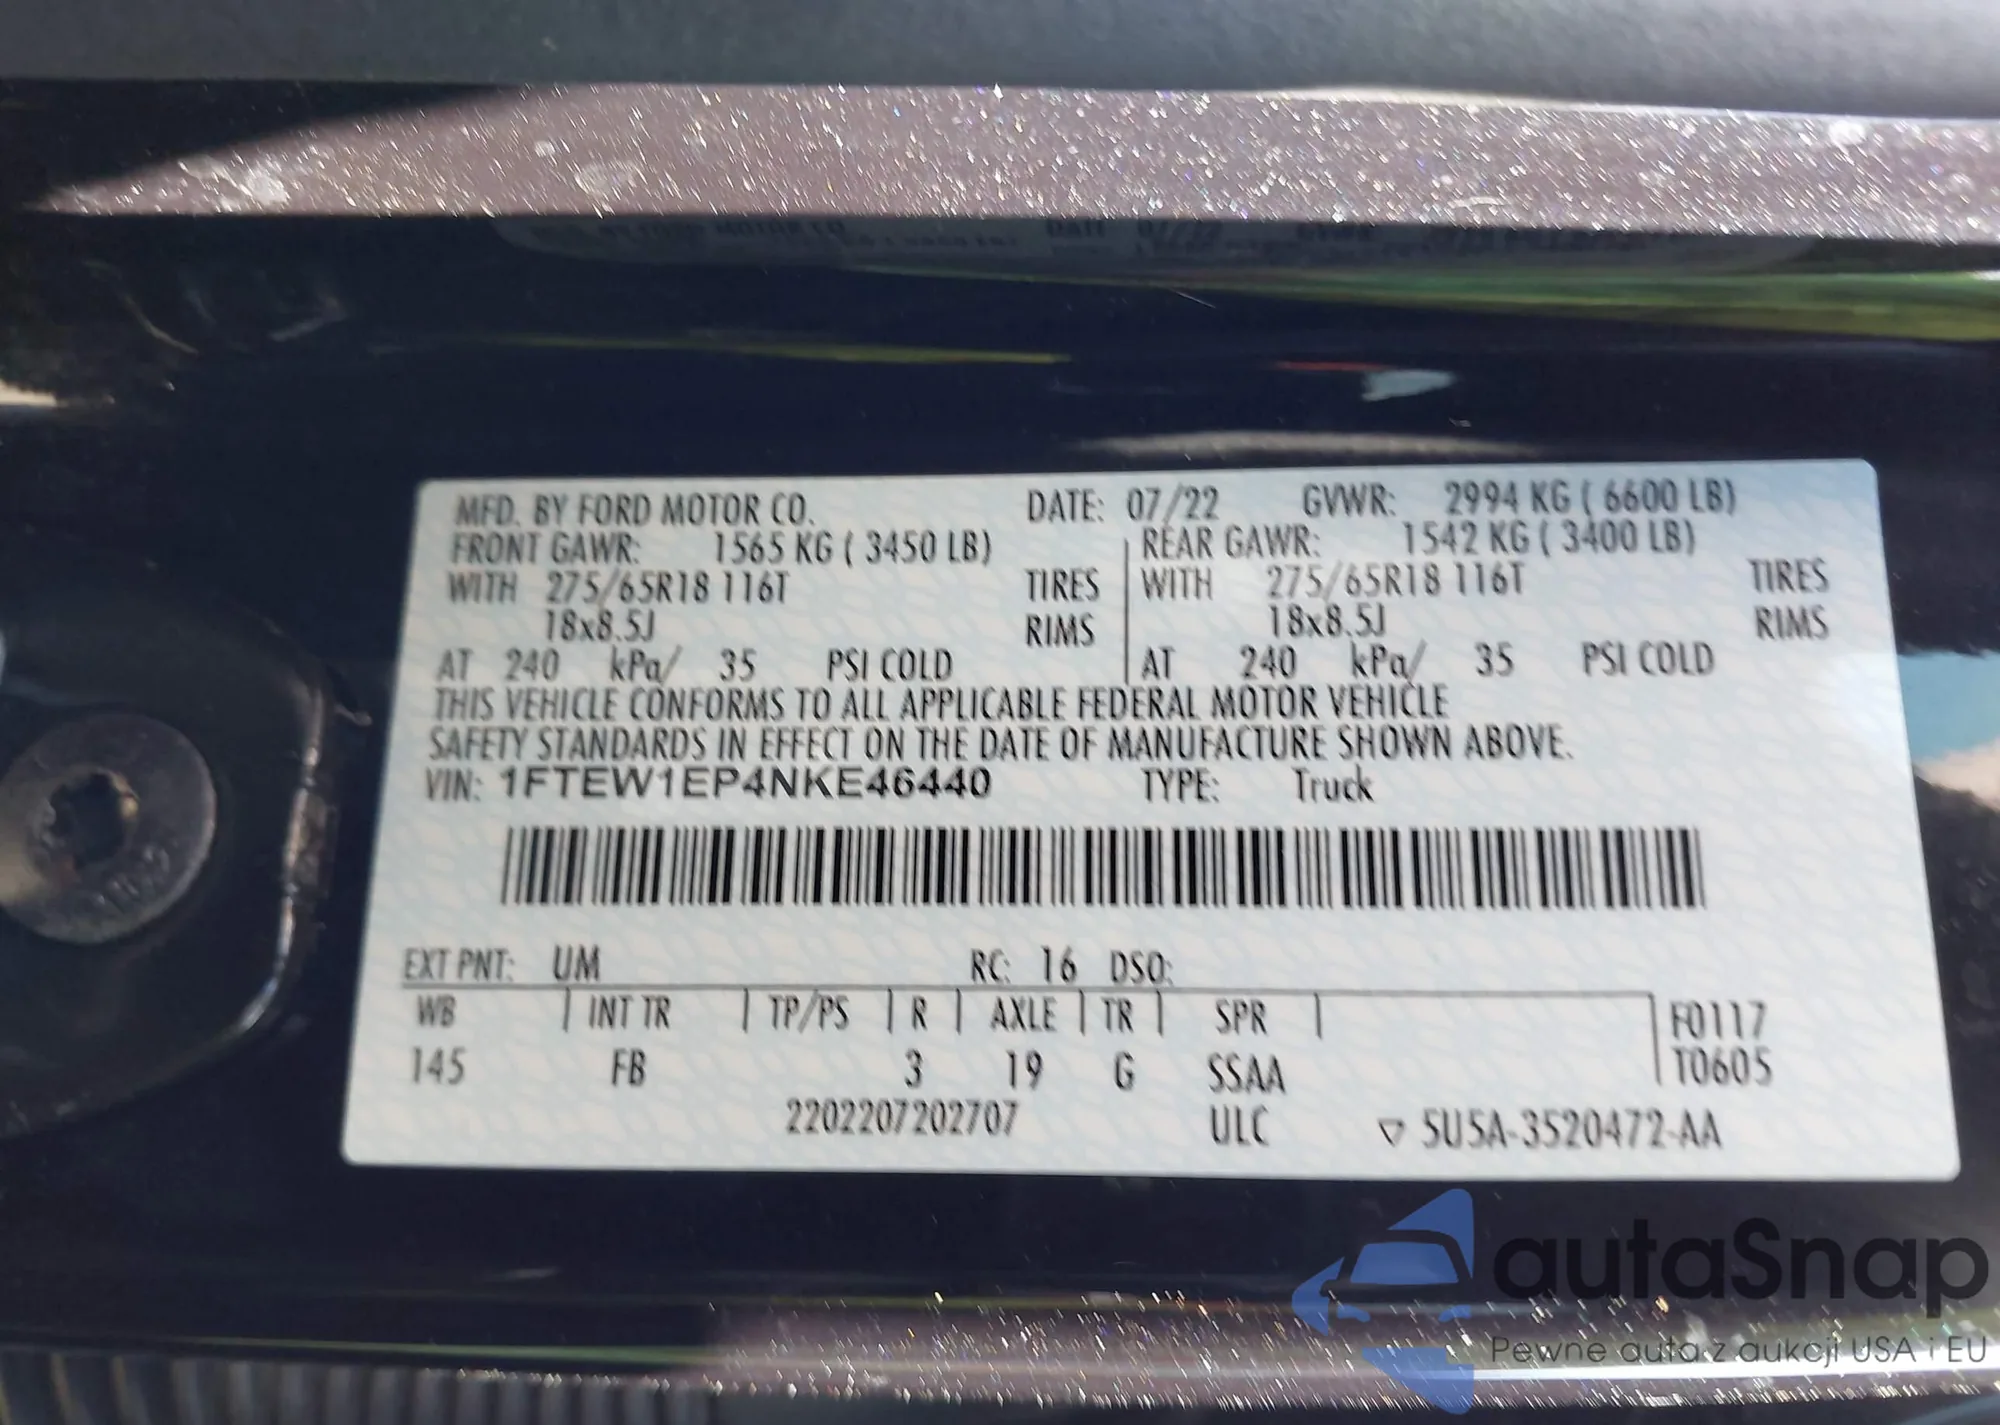 MFD. BY FORD MOTOR CO. DATE: 07/22 GVWR: 2994 KG ( 6600 LB)
FRONT GAWR: 1565 KG ( 3450 LB) REAR GAWR: 1542 KG ( 3400 LB)
WITH 275/65R18 116T TIRES WITH 275/65R18 116T TIRES
18x8.5J RIMS 18x8.5J RIMS
AT 240 kPa/ 35 PSI COLD AT 240 kPa/ 35 PSI COLD
THIS VEHICLE CONFORMS TO ALL APPLICABLE FEDERAL MOTOR VEHICLE
SAFETY STANDARDS IN EFFECT ON THE DATE OF MANUFACTURE SHOWN ABOVE.
VIN: 1FTEW1EP4NKE46440 TYPE: Truck
EXT PNT: UM RC: 16 DSO:
WB INT TR TP/PS R AXLE TR SPR F0117
145 FB 3 19 G SSAA T0605
2202207202707 ULC ▽ 5U5A-3520472-AA
autaSnap
Pewne auta z aukcji USA i EU